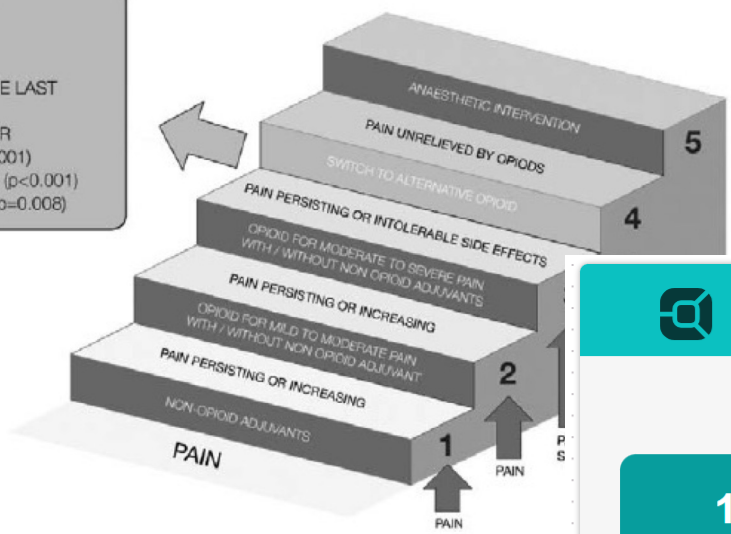 E LAST
R
001)
(p<0.001)
p=0.008)
ANAESTHETIC INTERVENTION
5
PAIN UNRELIEVED BY OPIODS
SWITCH TO ALTERNATIVE OPIOID
4
PAIN PERSISTING OR INTOLERABLE SIDE EFFECTS
OPIOID FOR MODERATE TO SEVERE PAIN
WITH / WITHOUT NON OPIOID ADJUVANTS
PAIN PERSISTING OR INCREASING
OPIOID FOR MILD TO MODERATE PAIN
WITH / WITHOUT NON OPIOID ADJUVANT
2
PAIN PERSISTING OR INCREASING
NON-OPIOID ADJUVANTS
1
PAIN
PAIN
PAIN
P
S
1